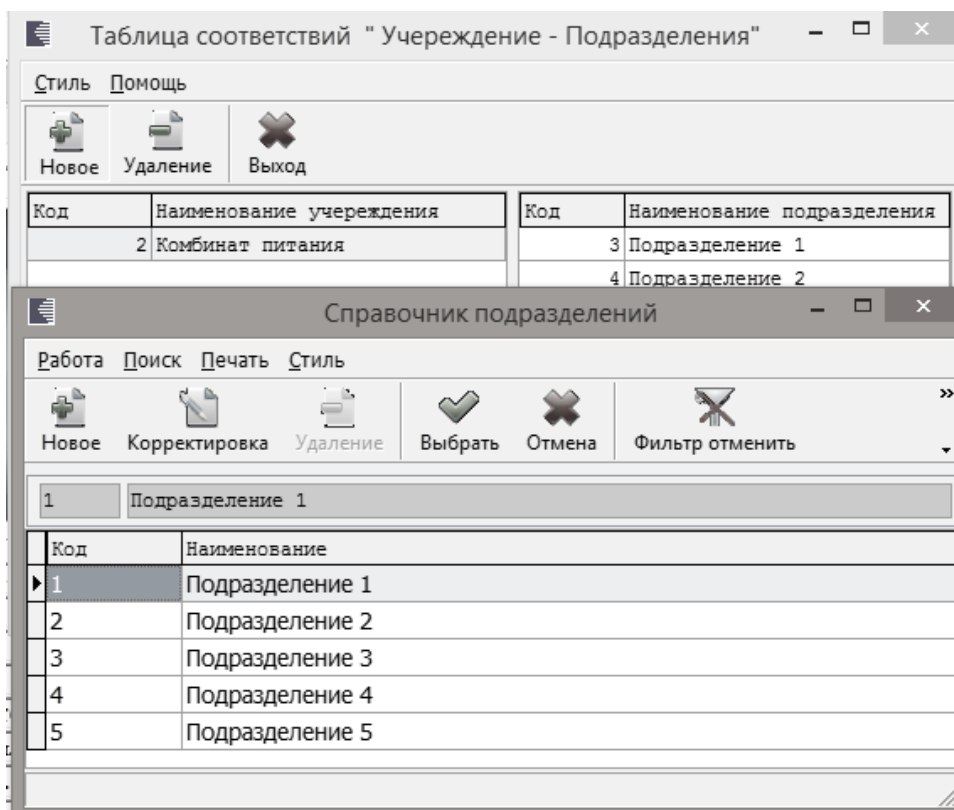 Таблица соответствий " Учереждение - Подразделения"
Стиль Помощь
Новое Удаление Выход
Код Наименование учереждения Код Наименование подразделения
2 Комбинат питания 3 Подразделение 1
4 Подразделение 2
Справочник подразделений
Работа Поиск Печать Стиль
Новое Корректировка Удаление Выбрать Отмена Фильтр отменить
1 Подразделение 1
Код Наименование
1 Подразделение 1
2 Подразделение 2
3 Подразделение 3
4 Подразделение 4
5 Подразделение 5